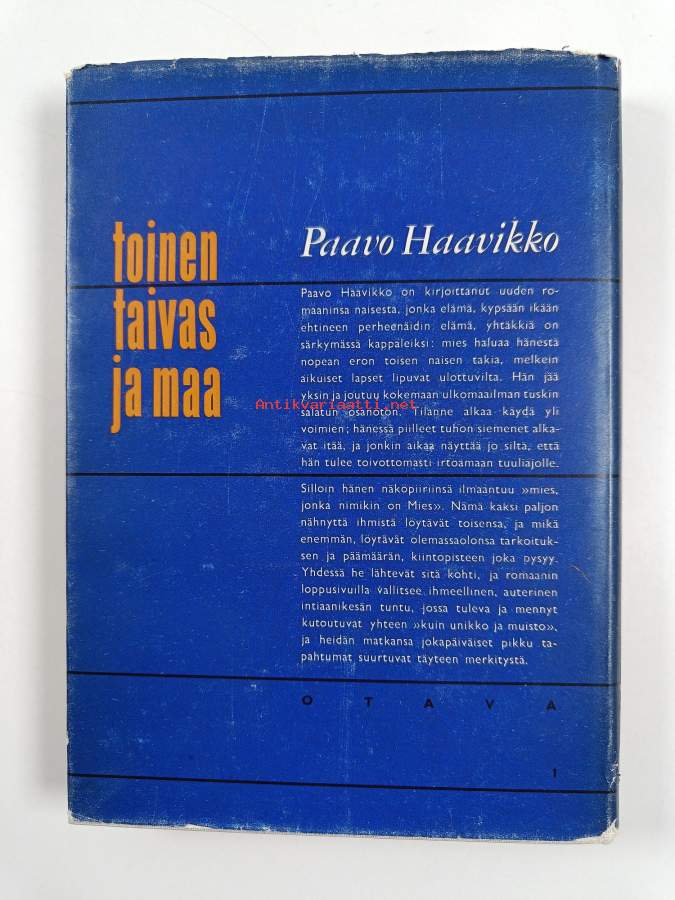 toinen
taivas
ja maa
Paavo Haavikko
Paavo Haavikko on kirjoittanut uuden ro-
maaninsa naisesta, jonka elämä, kypsään ikään
ehtineen perheenäidin elämä, yhtäkkiä on
särkymässä kappaleiksi: mies haluaa hänestä
nopean eron toisen naisen takia, melkein
aikuiset lapset lipuvat ulottuvilta. Hän jää
yksin ja joutuu kokemaan ulkomaailman tuskin
salatun osanoton. Tilanne alkaa käydä yli
voimien; hänessä piilleet tuhon siemenet alka-
vat itää, ja jonkin aikaa näyttää jo siltä, että
hän tulee toivottomasti irtoamaan tuuliajolle.
Silloin hänen näköpiiriinsä ilmaantuu »mies,
jonka nimikin on Mies». Nämä kaksi paljon
nähnyttä ihmistä löytävät toisensa, ja mikä
enemmän, löytävät olemassaolonsa tarkoituk-
sen ja päämäärän, kiintopisteen joka pysyy.
Yhdessä he lähtevät sitä kohti, ja romaanin
loppusivuilla vallitsee ihmeellinen, auterinen
intiaanikesän tuntu, jossa tuleva ja mennyt
kutoutuvat yhteen »kuin unikko ja muisto»,
ja heidän matkansa jokapäiväiset pikku ta-
pahtumat suurtuvat täyteen merkitystä.
OTAVA
1
Antikvariaatti.net